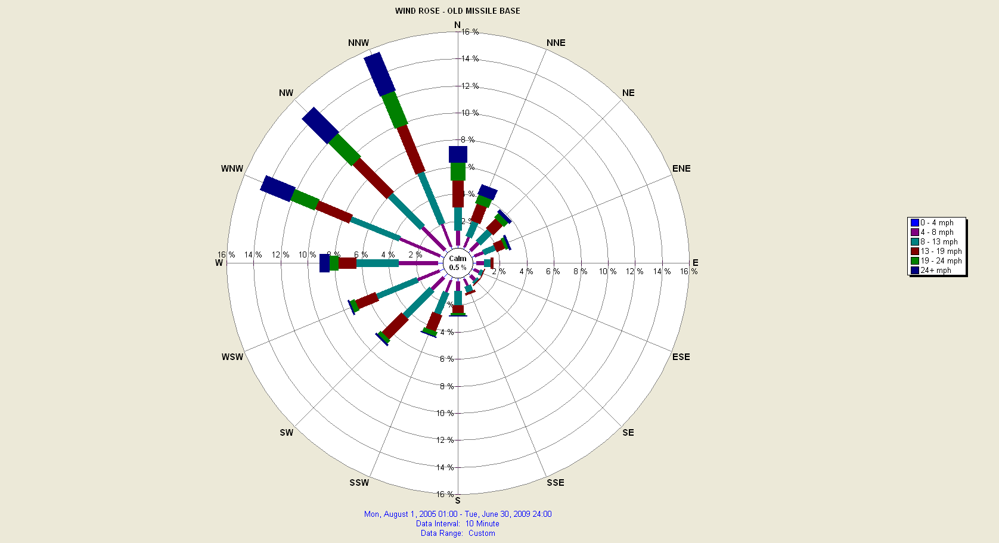 WIND ROSE - OLD MISSILE BASE
N
16 %
NNW
NNE
14 %
12 %
NW
NE
10 %
8 %
WNW
ENE
%
4 %
2 %
16 % 14 % 12 % 10 % 8 % 6 % 4 % 2 %
W
Calm
0.5 %
E
2 % 4 % 6 % 8 % 10 % 12 % 14 % 16 %
0 - 4 mph
4 - 8 mph
8 - 13 mph
13 - 19 mph
19 - 24 mph
24+ mph
%
4 %
WSW
ESE
6 %
8 %
10 %
SW
SE
12 %
14 %
SSW
SSE
16 %
S
Mon, August 1, 2005 01:00 - Tue, June 30, 2009 24:00
Data Interval: 10 Minute
Data Range: Custom